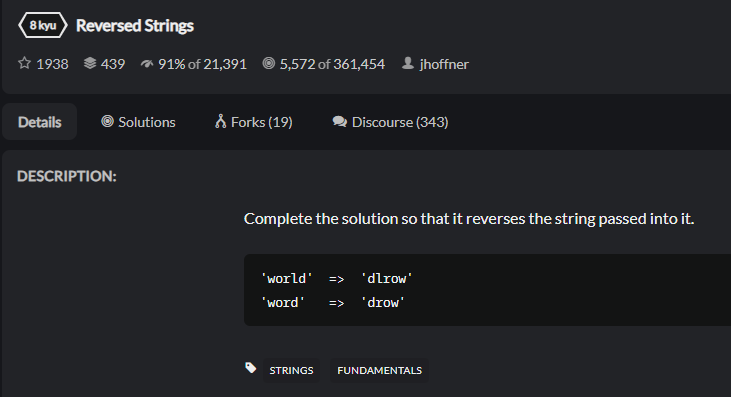 8 kyu Reversed Strings
1938 439 91% of 21,391 5,572 of 361,454 jhoffner
Details Solutions Forks (19) Discourse (343)
DESCRIPTION:
Complete the solution so that it reverses the string passed into it.
'world' => 'dlrow'
'word' => 'drow'
STRINGS FUNDAMENTALS